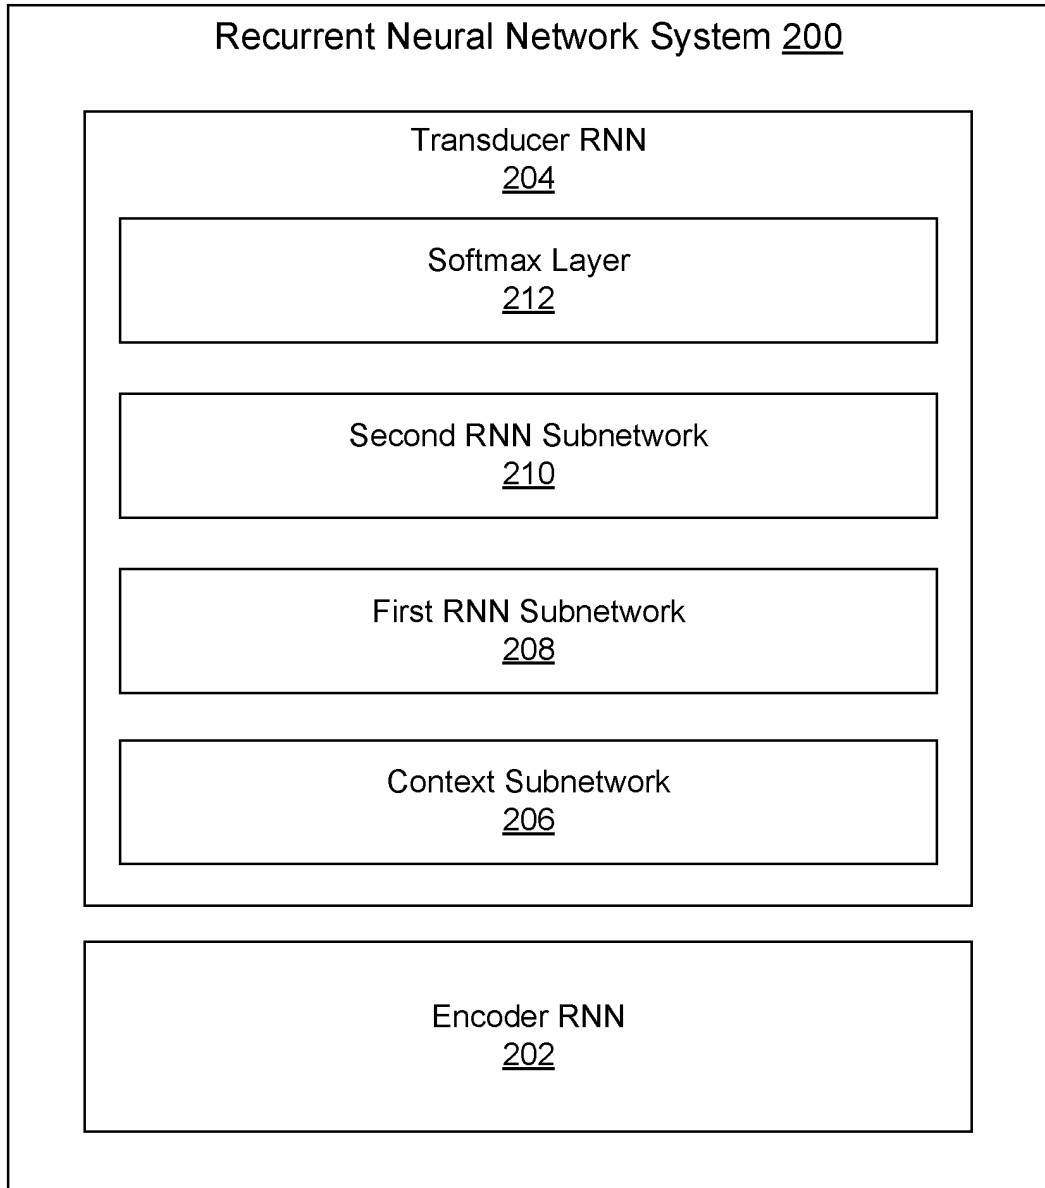 Recurrent Neural Network System 200
Transducer RNN
204
Softmax Layer
212
Second RNN Subnetwork
210
First RNN Subnetwork
208
Context Subnetwork
206
Encoder RNN
202